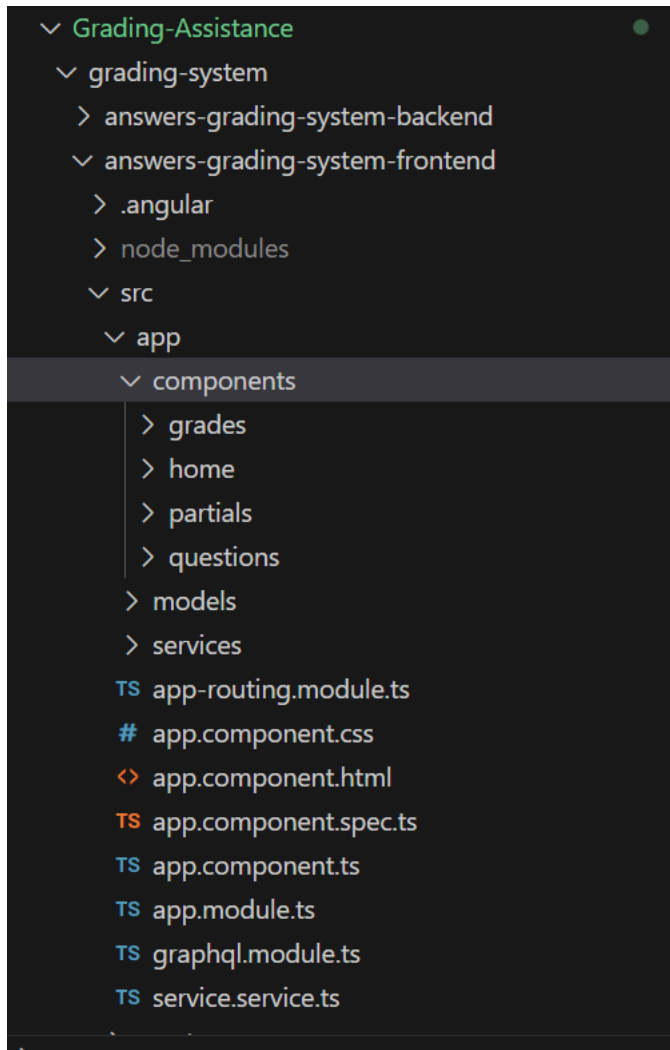 Grading-Assistance
grading-system
answers-grading-system-backend
answers-grading-system-frontend
.angular
node_modules
src
app
components
grades
home
partials
questions
models
services
TS app-routing.module.ts
# app.component.css
<> app.component.html
TS app.component.spec.ts
TS app.component.ts
TS app.module.ts
TS graphql.module.ts
TS service.service.ts